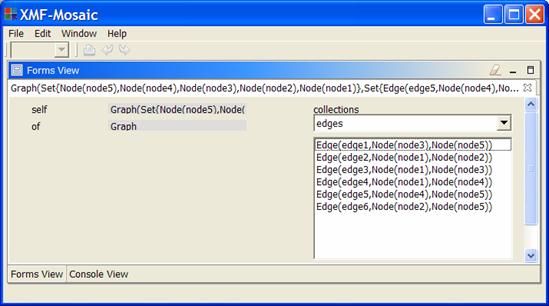 XMF-Mosaic
File Edit Window Help
Forms View
Graph(Set{Node(node5),Node(node4),Node(node3),Node(node2),Node(node1)},Set{Edge(edge5,Node(node4),No...
self Graph(Set{Node(node5),Node( collections
of Graph edges
Edge(edge1,Node(node3),Node(node5))
Edge(edge2,Node(node1),Node(node2))
Edge(edge3,Node(node1),Node(node3))
Edge(edge4,Node(node1),Node(node4))
Edge(edge5,Node(node4),Node(node5))
Edge(edge6,Node(node2),Node(node5))
Forms View Console View